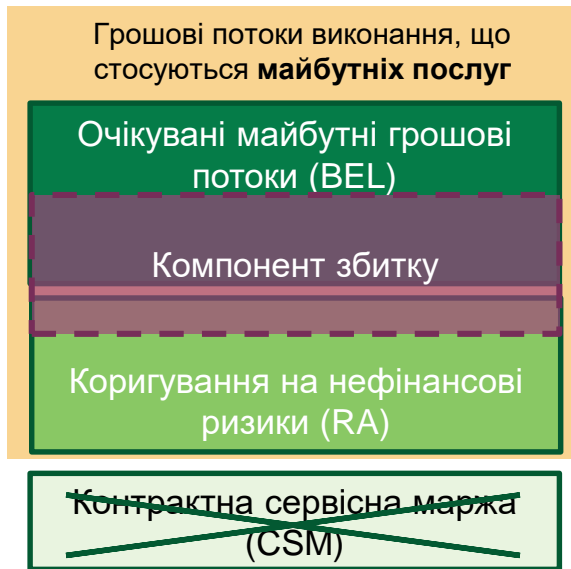 Грошові потоки виконання, що
стосуються майбутніх послуг
Очікувані майбутні грошові
потоки (BEL)
Компонент збитку
Коригування на нефінансові
ризики (RA)
Контрактна сервісна маржа
(CSM)